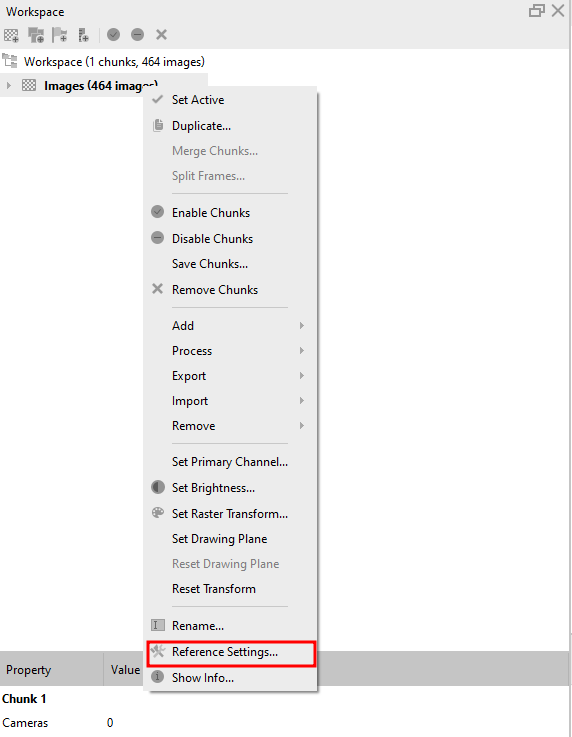 Workspace
Workspace (1 chunks, 464 images)
Images (464 images)
Set Active
Duplicate...
Merge Chunks...
Split Frames...
Enable Chunks
Disable Chunks
Save Chunks...
Remove Chunks
Add
Process
Export
Import
Remove
Set Primary Channel...
Set Brightness...
Set Raster Transform...
Set Drawing Plane
Reset Drawing Plane
Reset Transform
Rename...
Reference Settings...
Show Info...
Property Value
Chunk 1
Cameras 0